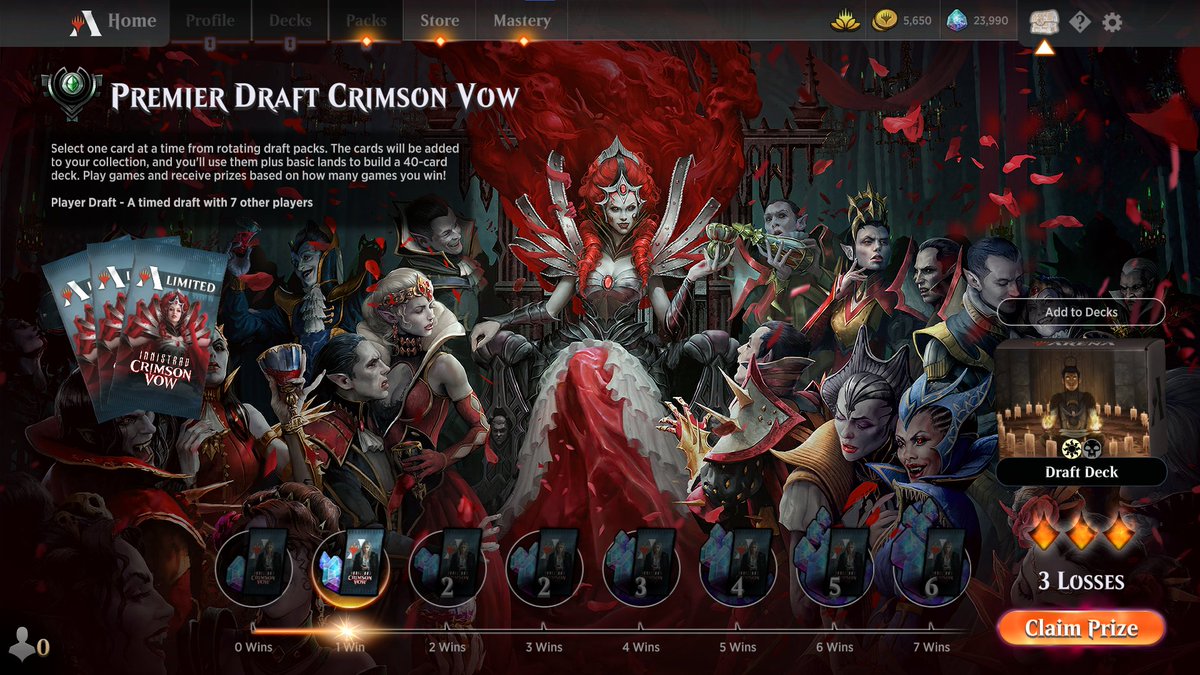 Home
Profile
Decks
Packs
Store
Mastery
5,650
23,990
?
PREMIER DRAFT CRIMSON VOW
Select one card at a time from rotating draft packs. The cards will be added
to your collection, and you'll use them plus basic lands to build a 40-card
deck. Play games and receive prizes based on how many games you win!
Player Draft - A timed draft with 7 other players
LIMITED
INNISTRAD
CRIMSON
VOW
Add to Decks
ARENA
Draft Deck
CRIMSON
VOW
2
2
3
4
5
6
3 LOSSES
Claim Prize
0 Wins
1 Win
2 Wins
3 Wins
4 Wins
5 Wins
6 Wins
7 Wins
0